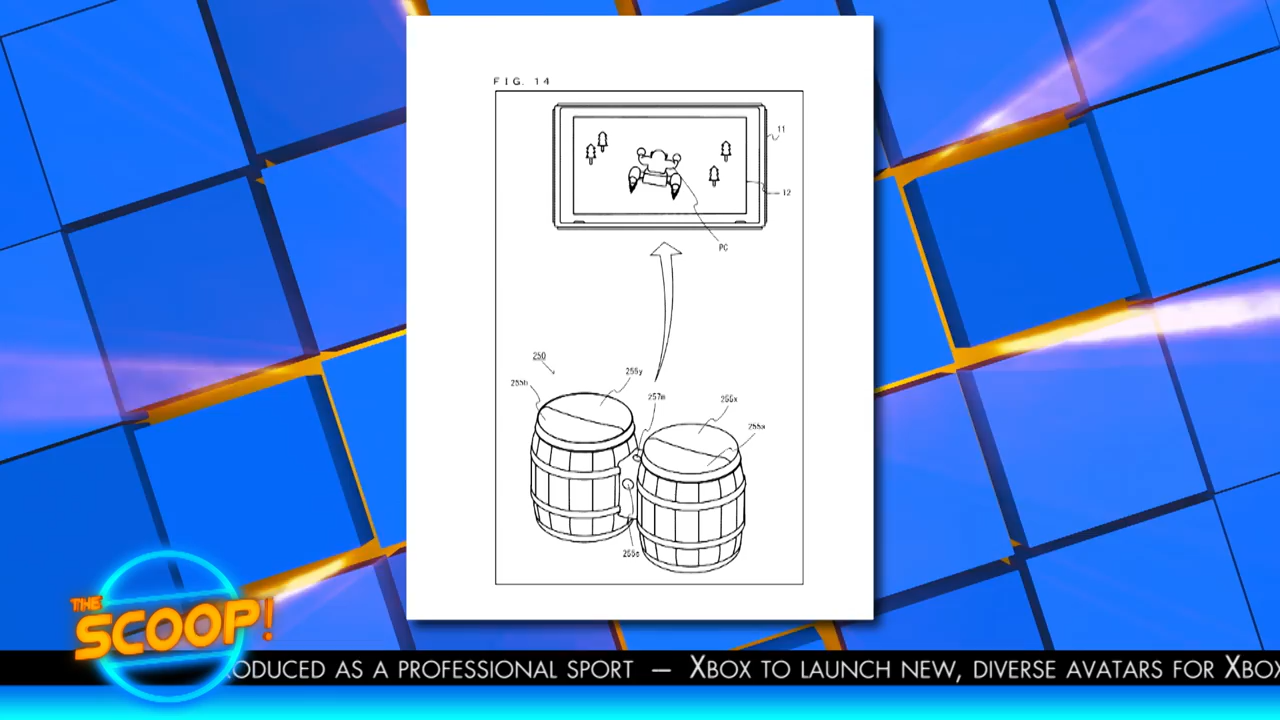 FIG. 14
11
12
PC
250
255y
255b
257m
255x
255a
255c
THE
SCOOP!
ODUCED AS A PROFESSIONAL SPORT — XBOX TO LAUNCH NEW, DIVERSE AVATARS FOR XBOX